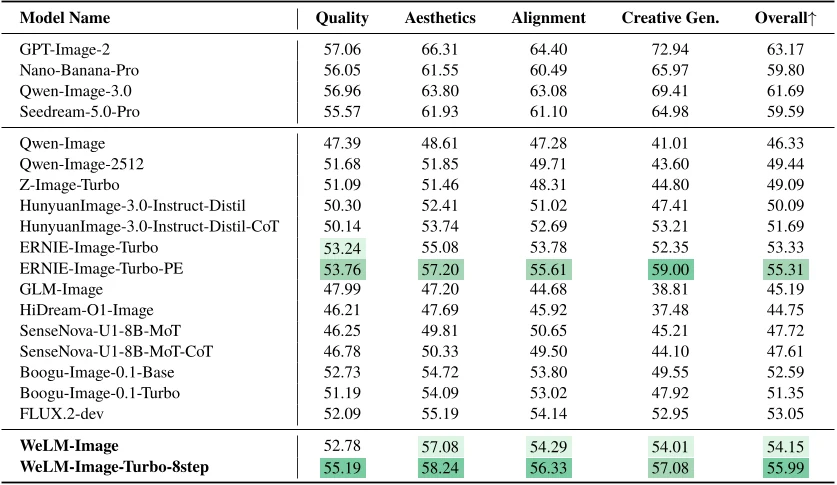 Model Name Quality Aesthetics Alignment Creative Gen. Overall↑
GPT-Image-2 57.06 66.31 64.40 72.94 63.17
Nano-Banana-Pro 56.05 61.55 60.49 65.97 59.80
Qwen-Image-3.0 56.96 63.80 63.08 69.41 61.69
Seedream-5.0-Pro 55.57 61.93 61.10 64.98 59.59
Qwen-Image 47.39 48.61 47.28 41.01 46.33
Qwen-Image-2512 51.68 51.85 49.71 43.60 49.44
Z-Image-Turbo 51.09 51.46 48.31 44.80 49.09
HunyuanImage-3.0-Instruct-Distil 50.30 52.41 51.02 47.41 50.09
HunyuanImage-3.0-Instruct-Distil-CoT 50.14 53.74 52.69 53.21 51.69
ERNIE-Image-Turbo 53.24 55.08 53.78 52.35 53.33
ERNIE-Image-Turbo-PE 53.76 57.20 55.61 59.00 55.31
GLM-Image 47.99 47.20 44.68 38.81 45.19
HiDream-O1-Image 46.21 47.69 45.92 37.48 44.75
SenseNova-U1-8B-MoT 46.25 49.81 50.65 45.21 47.72
SenseNova-U1-8B-MoT-CoT 46.78 50.33 49.50 44.10 47.61
Boogu-Image-0.1-Base 52.73 54.72 53.80 49.55 52.59
Boogu-Image-0.1-Turbo 51.19 54.09 53.02 47.92 51.35
FLUX.2-dev 52.09 55.19 54.14 52.95 53.05
WeLM-Image 52.78 57.08 54.29 54.01 54.15
WeLM-Image-Turbo-8step 55.19 58.24 56.33 57.08 55.99